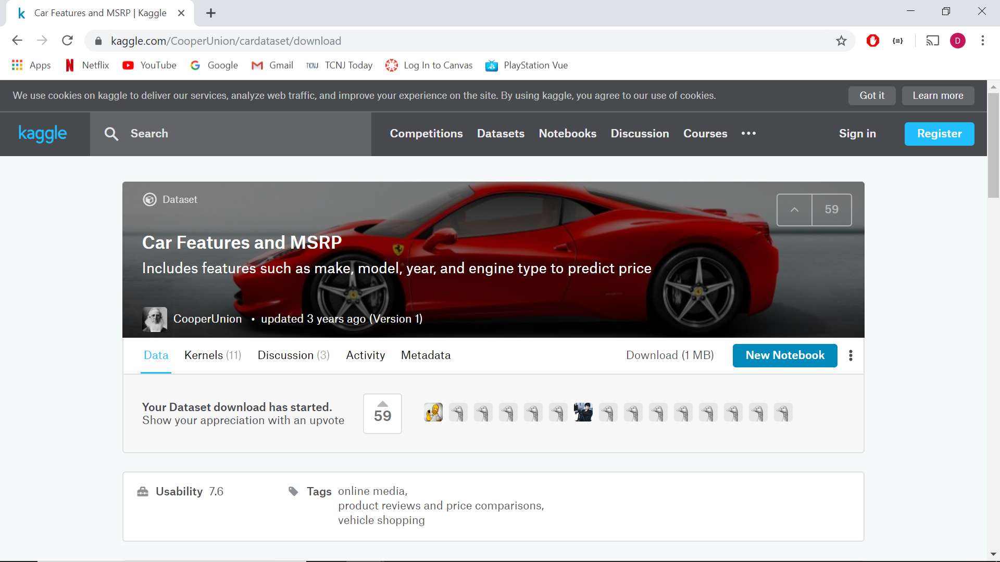 Car Features and MSRP | Kaggle
kaggle.com/CooperUnion/cardataset/download
D
Apps Netflix YouTube Google Gmail TCNJ TCNJ Today Log In to Canvas PlayStation Vue
We use cookies on kaggle to deliver our services, analyze web traffic, and improve your experience on the site. By using kaggle, you agree to our use of cookies.
Got it Learn more
kaggle Search Competitions Datasets Notebooks Discussion Courses ••• Sign in Register
Dataset
59
Car Features and MSRP
Includes features such as make, model, year, and engine type to predict price
CooperUnion • updated 3 years ago (Version 1)
Data Kernels (11) Discussion (3) Activity Metadata Download (1 MB) New Notebook
Your Dataset download has started.
Show your appreciation with an upvote
59
Usability 7.6 Tags online media,
product reviews and price comparisons,
vehicle shopping